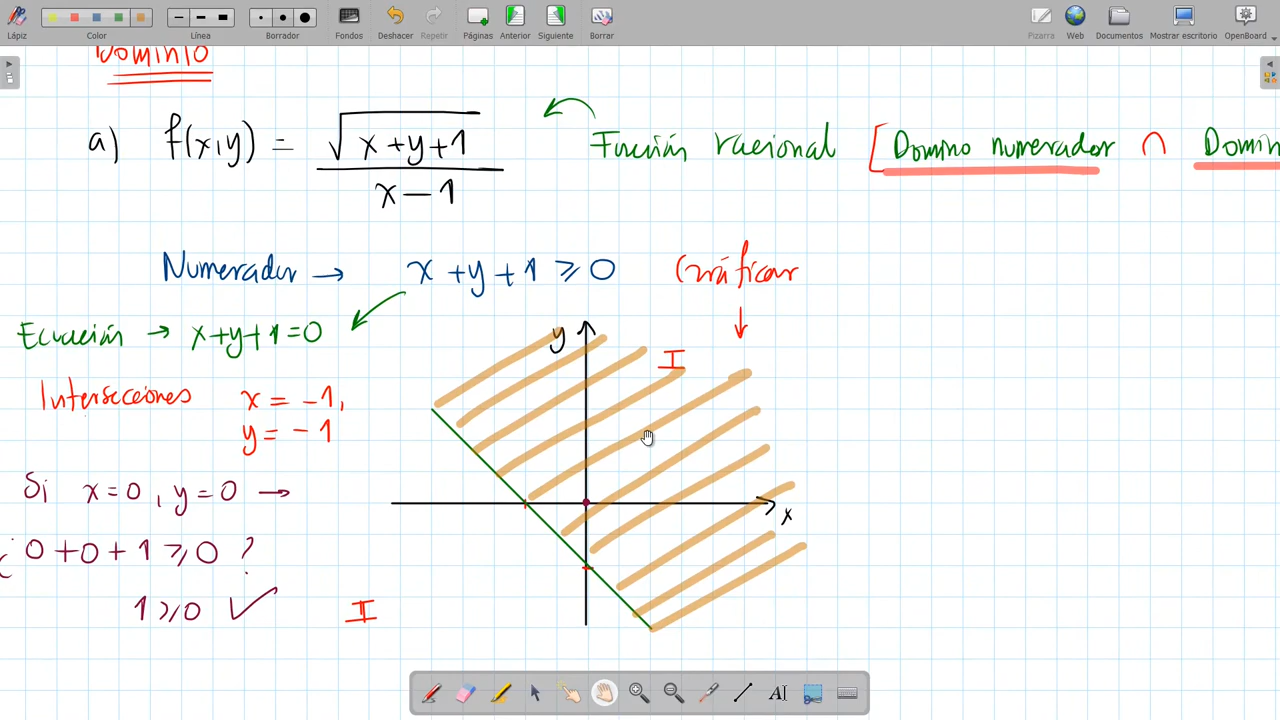 Lápiz Color Línea Borrador Fondos Deshacer Repetir Páginas Anterior Siguiente Borrar Pizarra Web Documentos Mostrar escritorio OpenBoard
Dominio
a) f(x,y) = √(x+y+1) / (x-1) Función racional [Domino numerador ∩ Domin
Numerador → x+y+1 ≥ 0 Graficar
Ecuación → x+y+1=0
y
I
Intersecciones x = -1,
y = -1
Si x=0, y=0 →
x
¿ 0+0+1 ≥ 0 ?
1 ≥ 0 ✓ I
AI